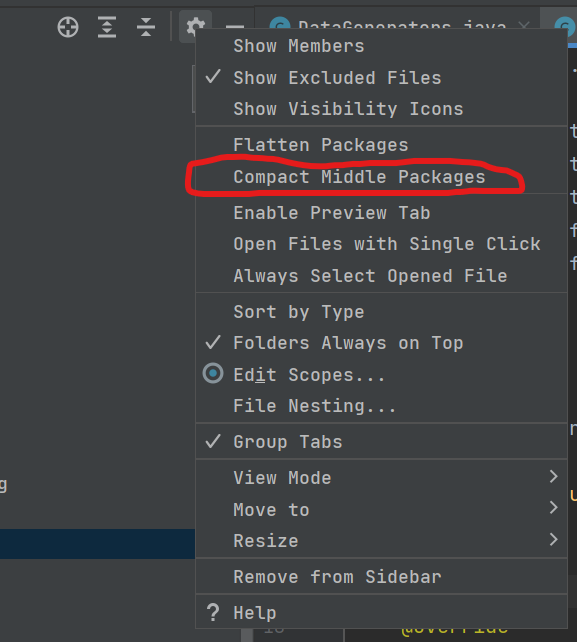 DataGenerators.java
Show Members
Show Excluded Files
Show Visibility Icons
Flatten Packages
Compact Middle Packages
Enable Preview Tab
Open Files with Single Click
Always Select Opened File
Sort by Type
Folders Always on Top
Edit Scopes...
File Nesting...
Group Tabs
g
View Mode
Move to
Resize
Remove from Sidebar
? Help
@Override